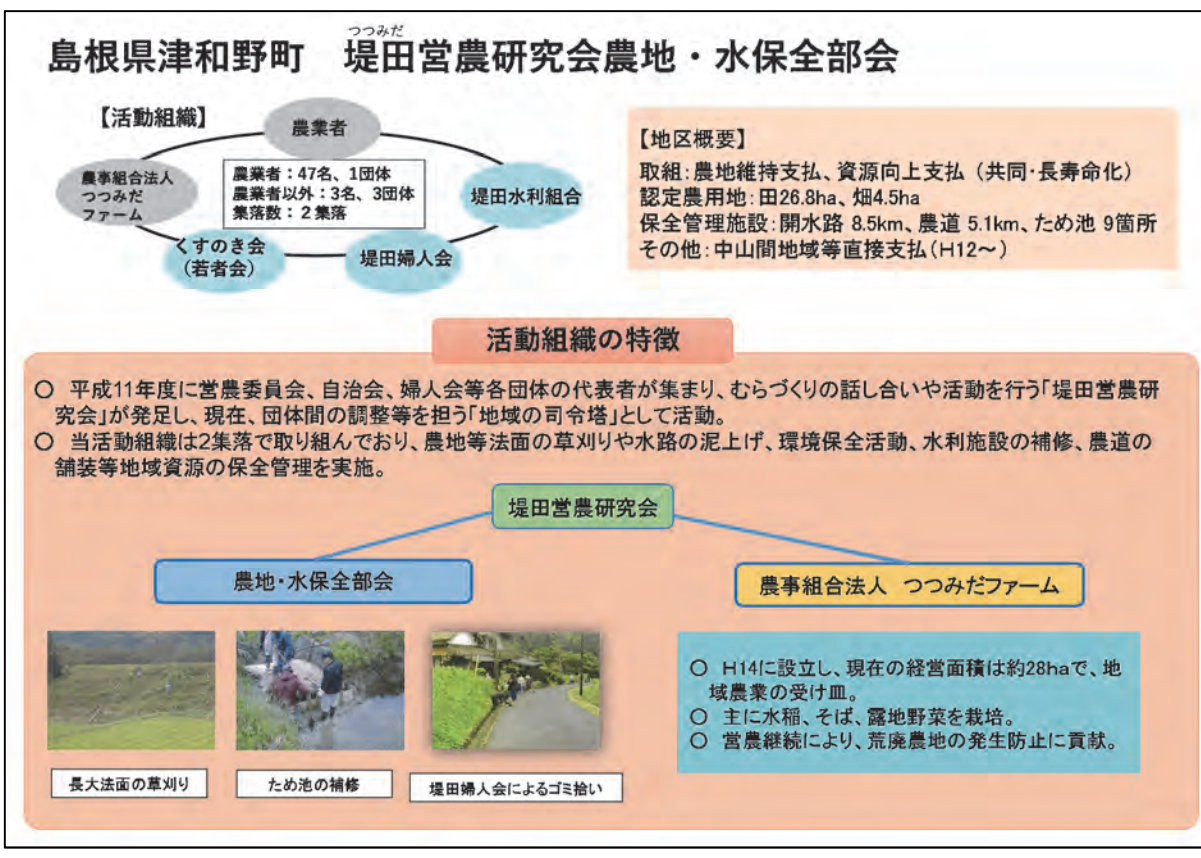 つつみだ
島根県津和野町　堤田営農研究会農地・水保全部会
【活動組織】
農業者
農事組合法人
つつみだ
ファーム
農業者：47名、1団体
農業者以外：3名、3団体
集落数：２集落
堤田水利組合
くすのき会
(若者会)
堤田婦人会
【地区概要】
取組：農地維持支払、資源向上支払（共同・長寿命化）
認定農用地：田26.8ha、畑4.5ha
保全管理施設：開水路 8.5km、農道 5.1km、ため池 9箇所
その他：中山間地域等直接支払（H12～）
活動組織の特徴
○　平成11年度に営農委員会、自治会、婦人会等各団体の代表者が集まり、むらづくりの話し合いや活動を行う「堤田営農研
究会」が発足し、現在、団体間の調整等を担う「地域の司令塔」として活動。
○　当活動組織は2集落で取り組んでおり、農地等法面の草刈りや水路の泥上げ、環境保全活動、水利施設の補修、農道の
舗装等地域資源の保全管理を実施。
堤田営農研究会
農地・水保全部会
農事組合法人　つつみだファーム
○　H14に設立し、現在の経営面積は約28haで、地
域農業の受け皿。
○　主に水稲、そば、露地野菜を栽培。
○　営農継続により、荒廃農地の発生防止に貢献。
長大法面の草刈り
ため池の補修
堤田婦人会によるゴミ拾い